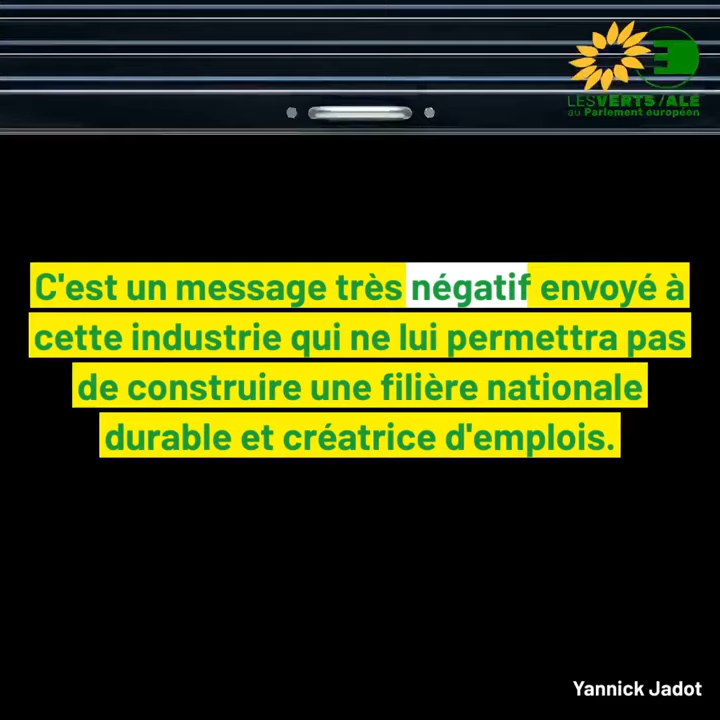 LES VERTS/ALE
au Parlement européen
C'est un message très négatif envoyé à
cette industrie qui ne lui permettra pas
de construire une filière nationale
durable et créatrice d'emplois.
Yannick Jadot